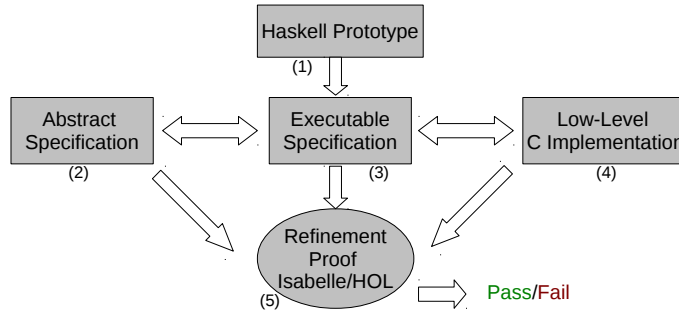 Haskell Prototype
(1)
Abstract
Specification
(2)
Executable
Specification
(3)
Low-Level
C Implementation
(4)
Refinement
Proof
Isabelle/HOL
(5)
Pass/Fail